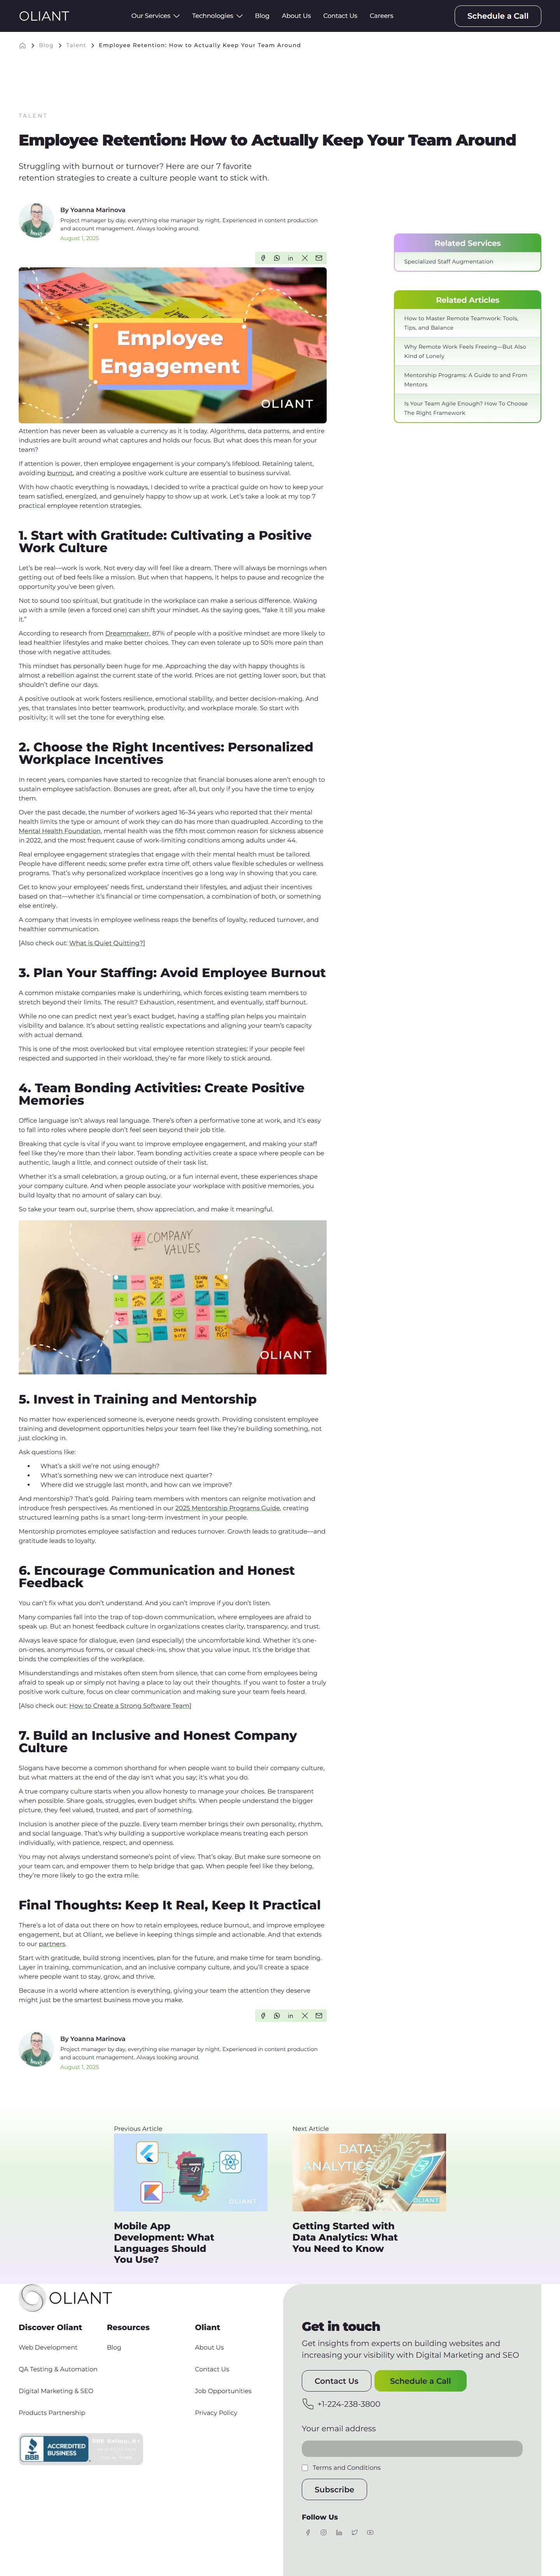 OLIANT
Our Services
Technologies
Blog
About Us
Contact Us
Careers
Schedule a Call
Blog
Talent
Employee Retention: How to Actually Keep Your Team Around
TALENT
Employee Retention: How to Actually Keep Your Team Around
Struggling with burnout or turnover? Here are our 7 favorite
retention strategies to create a culture people want to stick with.
By Yoanna Marinova
Project manager by day, everything else manager by night. Experienced in content production
and account management. Always looking around.
August 1, 2025
Related Services
Specialized Staff Augmentation
Related Articles
How to Master Remote Teamwork: Tools,
Tips, and Balance
Why Remote Work Feels Freeing—But Also
Kind of Lonely
Mentorship Programs: A Guide to and From
Mentors
Is Your Team Agile Enough? How To Choose
The Right Framework
Employee
Engagement
OLIANT
Attention has never been as valuable a currency as it is today. Algorithms, data patterns, and entire
industries are built around what captures and holds our focus. But what does this mean for your
team?
If attention is power, then employee engagement is your company's lifeblood. Retaining talent,
avoiding burnout, and creating a positive work culture are essential to business survival.
With how chaotic everything is nowadays, I decided to write a practical guide on how to keep your
team satisfied, energized, and genuinely happy to show up at work. Let's take a look at my top 7
practical employee retention strategies.
1. Start with Gratitude: Cultivating a Positive
Work Culture
Let's be real—work is work. Not every day will feel like a dream. There will always be mornings when
getting out of bed feels like a mission. But when that happens, it helps to pause and recognize the
opportunity you've been given.
Not to sound too spiritual, but gratitude in the workplace can make a serious difference. Waking
up with a smile (even a forced one) can shift your mindset. As the saying goes, "fake it till you make
it."
According to research from Dreammakerr, 87% of people with a positive mindset are more likely to
lead healthier lifestyles and make better choices. They can even tolerate up to 50% more pain than
those with negative attitudes.
This mindset has personally been huge for me. Approaching the day with happy thoughts is
almost a rebellion against the current state of the world. Prices are not getting lower soon, but that
shouldn't define our days.
A positive outlook at work fosters resilience, emotional stability, and better decision-making. And
yes, that translates into better teamwork, productivity, and workplace morale. So start with
positivity; it will set the tone for everything else.
2. Choose the Right Incentives: Personalized
Workplace Incentives
In recent years, companies have started to recognize that financial bonuses alone aren't enough to
sustain employee satisfaction. Bonuses are great, after all, but only if you have the time to enjoy
them.
Over the past decade, the number of workers aged 16–34 years who reported that their mental
health limits the type or amount of work they can do has more than quadrupled. According to the
Mental Health Foundation, mental health was the fifth most common reason for sickness absence
in 2022, and the most frequent cause of work-limiting conditions among adults under 44.
Real employee engagement strategies that engage with their mental health must be tailored.
People have different needs; some prefer extra time off, others value flexible schedules or wellness
programs. That's why personalized workplace incentives go a long way in showing that you care.
Get to know your employees' needs first, understand their lifestyles, and adjust their incentives
based on that—whether it's financial or time compensation, a combination of both, or something
else entirely.
A company that invests in employee wellness reaps the benefits of loyalty, reduced turnover, and
healthier communication.
[Also check out: What is Quiet Quitting?]
3. Plan Your Staffing: Avoid Employee Burnout
A common mistake companies make is underhiring, which forces existing team members to
stretch beyond their limits. The result? Exhaustion, resentment, and eventually, staff burnout.
While no one can predict next year's exact budget, having a staffing plan helps you maintain
visibility and balance. It's about setting realistic expectations and aligning your team's capacity
with actual demand.
This is one of the most overlooked but vital employee retention strategies: if your people feel
respected and supported in their workload, they're far more likely to stick around.
4. Team Bonding Activities: Create Positive
Memories
Office language isn't always real language. There's often a performative tone at work, and it's easy
to fall into roles where people don't feel seen beyond their job title.
Breaking that cycle is vital if you want to improve employee engagement, and making your staff
feel like they're more than their labor. Team bonding activities create a space where people can be
authentic, laugh a little, and connect outside of their task list.
Whether it's a small celebration, a group outing, or a fun internal event, these experiences shape
your company culture. And when people associate your workplace with positive memories, you
build loyalty that no amount of salary can buy.
So take your team out, surprise them, show appreciation, and make it meaningful.
#COMPANY
VALUES
OLIANT
5. Invest in Training and Mentorship
No matter how experienced someone is, everyone needs growth. Providing consistent employee
training and development opportunities helps your team feel like they're building something, not
just clocking in.
Ask questions like:
• What's a skill we're not using enough?
• What's something new we can introduce next quarter?
• Where did we struggle last month, and how can we improve?
And mentorship? That's gold. Pairing team members with mentors can reignite motivation and
introduce fresh perspectives. As mentioned in our 2025 Mentorship Programs Guide, creating
structured learning paths is a smart long-term investment in your people.
Mentorship promotes employee satisfaction and reduces turnover. Growth leads to gratitude—and
gratitude leads to loyalty.
6. Encourage Communication and Honest
Feedback
You can't fix what you don't understand. And you can't improve if you don't listen.
Many companies fall into the trap of top-down communication, where employees are afraid to
speak up. But an honest feedback culture in organizations creates clarity, transparency, and trust.
Always leave space for dialogue, even (and especially) the uncomfortable kind. Whether it's one-
on-ones, anonymous forms, or casual check-ins, show that you value input. It's the bridge that
binds the complexities of the workplace.
Misunderstandings and mistakes often stem from silence, that can come from employees being
afraid to speak up or simply not having a place to lay out their thoughts. If you want to foster a truly
positive work culture, focus on clear communication and making sure your team feels heard.
[Also check out: How to Create a Strong Software Team]
7. Build an Inclusive and Honest Company
Culture
Slogans have become a common shorthand for when people want to build their company culture,
but what matters at the end of the day isn't what you say; it's what you do.
A true company culture starts when you allow honesty to manage your choices. Be transparent
when possible. Share goals, struggles, even budget shifts. When people understand the bigger
picture, they feel valued, trusted, and part of something.
Inclusion is another piece of the puzzle. Every team member brings their own personality, rhythm,
and social language. That's why building a supportive workplace means treating each person
individually, with patience, respect, and openness.
You may not always understand someone's point of view. That's okay. But make sure someone on
your team can, and empower them to help bridge that gap. When people feel like they belong,
they're more likely to go the extra mile.
Final Thoughts: Keep It Real, Keep It Practical
There's a lot of data out there on how to retain employees, reduce burnout, and improve employee
engagement, but at Oliant, we believe in keeping things simple and actionable. And that extends
to our partners.
Start with gratitude, build strong incentives, plan for the future, and make time for team bonding.
Layer in training, communication, and an inclusive company culture, and you'll create a space
where people want to stay, grow, and thrive.
Because in a world where attention is everything, giving your team the attention they deserve
might just be the smartest business move you make.
By Yoanna Marinova
Project manager by day, everything else manager by night. Experienced in content production
and account management. Always looking around.
August 1, 2025
Previous Article
OLIANT
Mobile App
Development: What
Languages Should
You Use?
Next Article
DATA
ANALYTICS
OLIANT
Getting Started with
Data Analytics: What
You Need to Know
OLIANT
Discover Oliant
Web Development
QA Testing & Automation
Digital Marketing & SEO
Products Partnership
Resources
Blog
Oliant
About Us
Contact Us
Job Opportunities
Privacy Policy
BBB
ACCREDITED
BUSINESS
BBB Rating: A+
Get in touch
Get insights from experts on building websites and
increasing your visibility with Digital Marketing and SEO
Contact Us
Schedule a Call
+1-224-238-3800
Your email address
Terms and Conditions
Subscribe
Follow Us